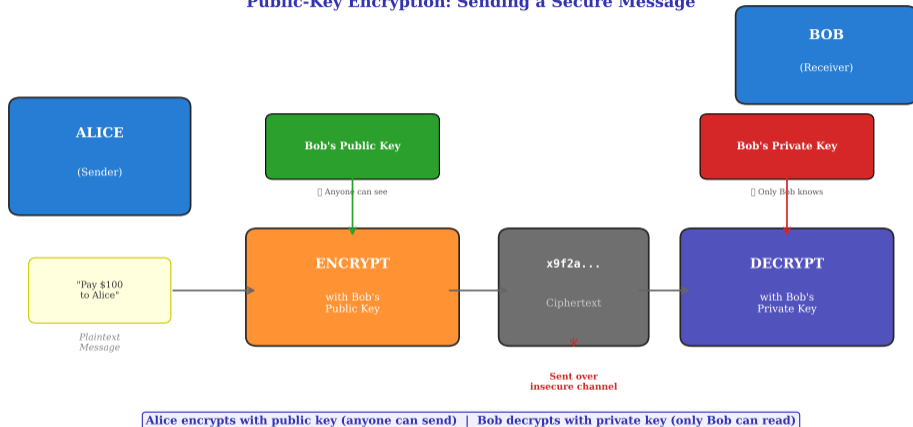 Public-Key Encryption: Sending a Secure Message
BOB
(Receiver)
ALICE
(Sender)
Bob's Public Key
Anyone can see
Bob's Private Key
Only Bob knows
"Pay $100
to Alice"
Plaintext
Message
ENCRYPT
with Bob's
Public Key
x9f2a...
Ciphertext
DECRYPT
with Bob's
Private Key
Sent over
insecure channel
Alice encrypts with public key (anyone can send) | Bob decrypts with private key (only Bob can read)